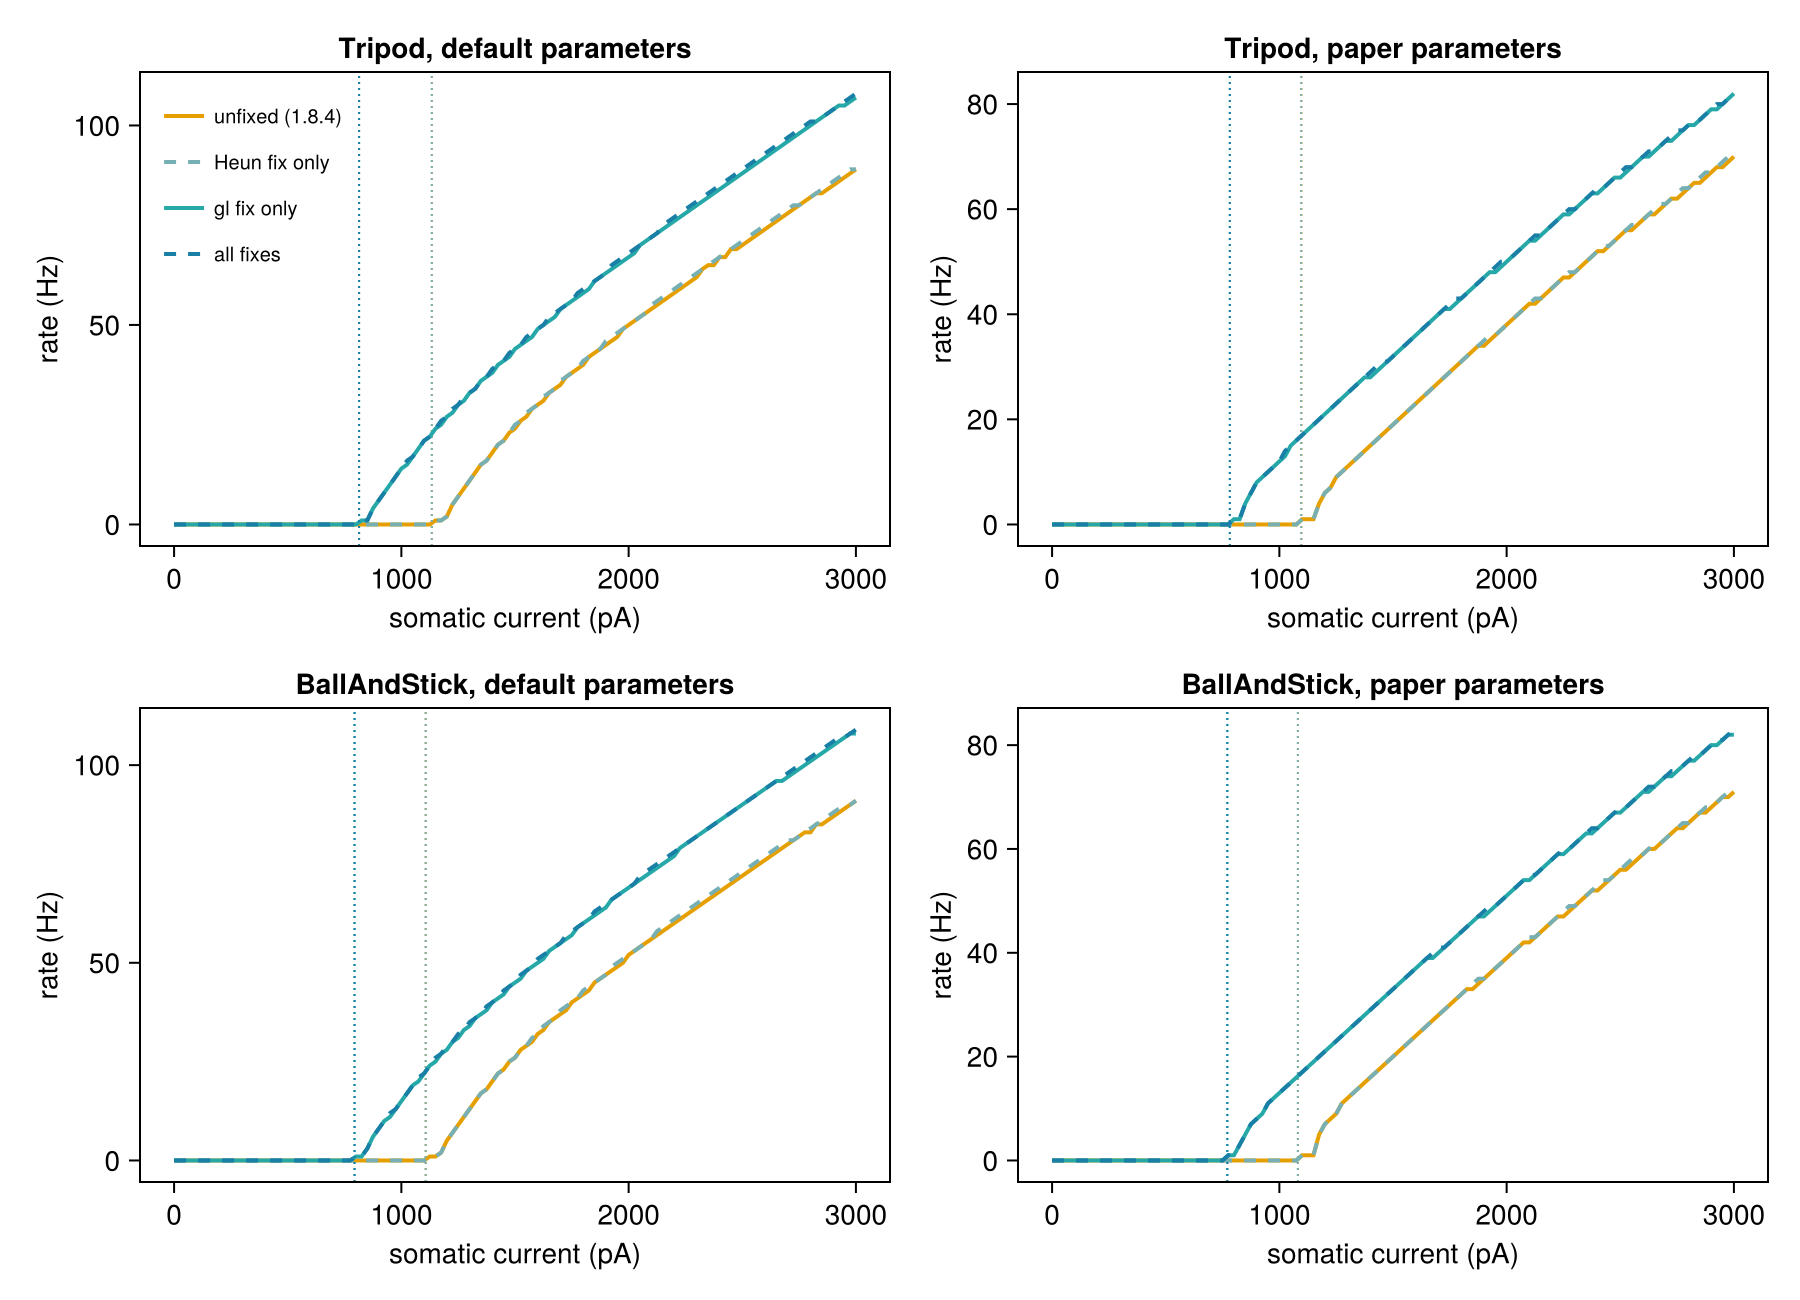 Tripod, default parameters
rate (Hz)
100
50
0
unfixed (1.8.4)
Heun fix only
gl fix only
all fixes
0 1000 2000 3000
somatic current (pA)
Tripod, paper parameters
rate (Hz)
80
60
40
20
0
0 1000 2000 3000
somatic current (pA)
BallAndStick, default parameters
rate (Hz)
100
50
0
0 1000 2000 3000
somatic current (pA)
BallAndStick, paper parameters
rate (Hz)
80
60
40
20
0
0 1000 2000 3000
somatic current (pA)